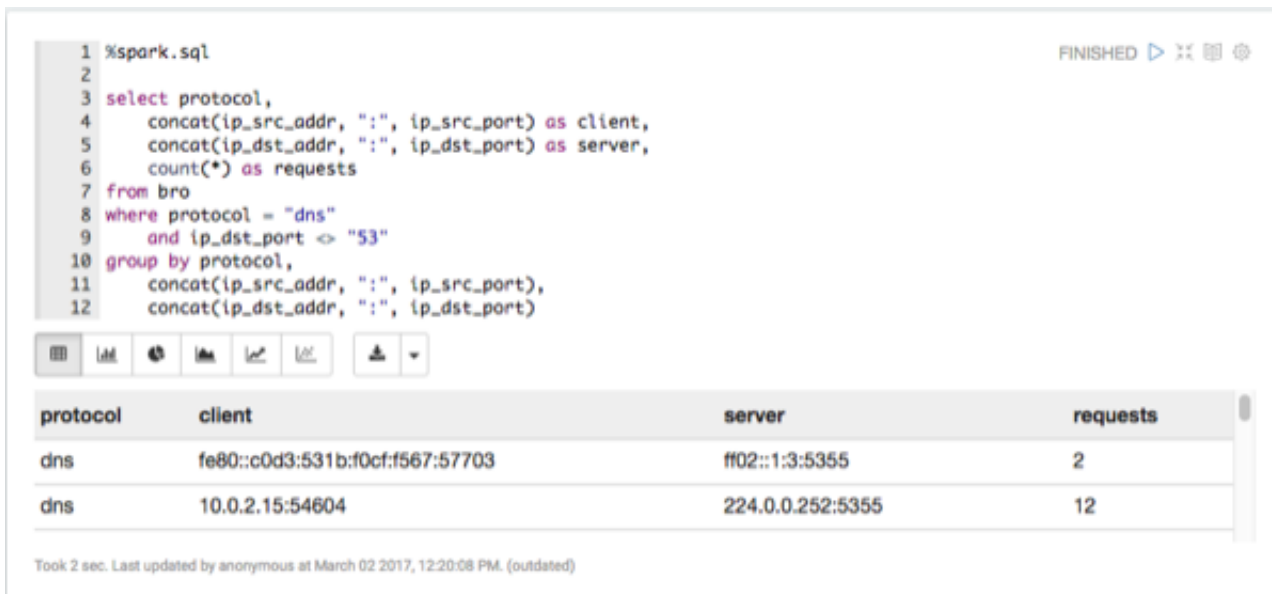 1 %spark.sql
FINISHED
2
3 select protocol,
4 concat(ip_src_addr, ":", ip_src_port) as client,
5 concat(ip_dst_addr, ":", ip_dst_port) as server,
6 count(*) as requests
7 from bro
8 where protocol = "dns"
9 and ip_dst_port <> "53"
10 group by protocol,
11 concat(ip_src_addr, ":", ip_src_port),
12 concat(ip_dst_addr, ":", ip_dst_port)
protocol client server requests
dns fe80::c0d3:531b:f0cf:f567:57703 ff02::1:3:5355 2
dns 10.0.2.15:54604 224.0.0.252:5355 12
Took 2 sec. Last updated by anonymous at March 02 2017, 12:20:08 PM. (outdated)